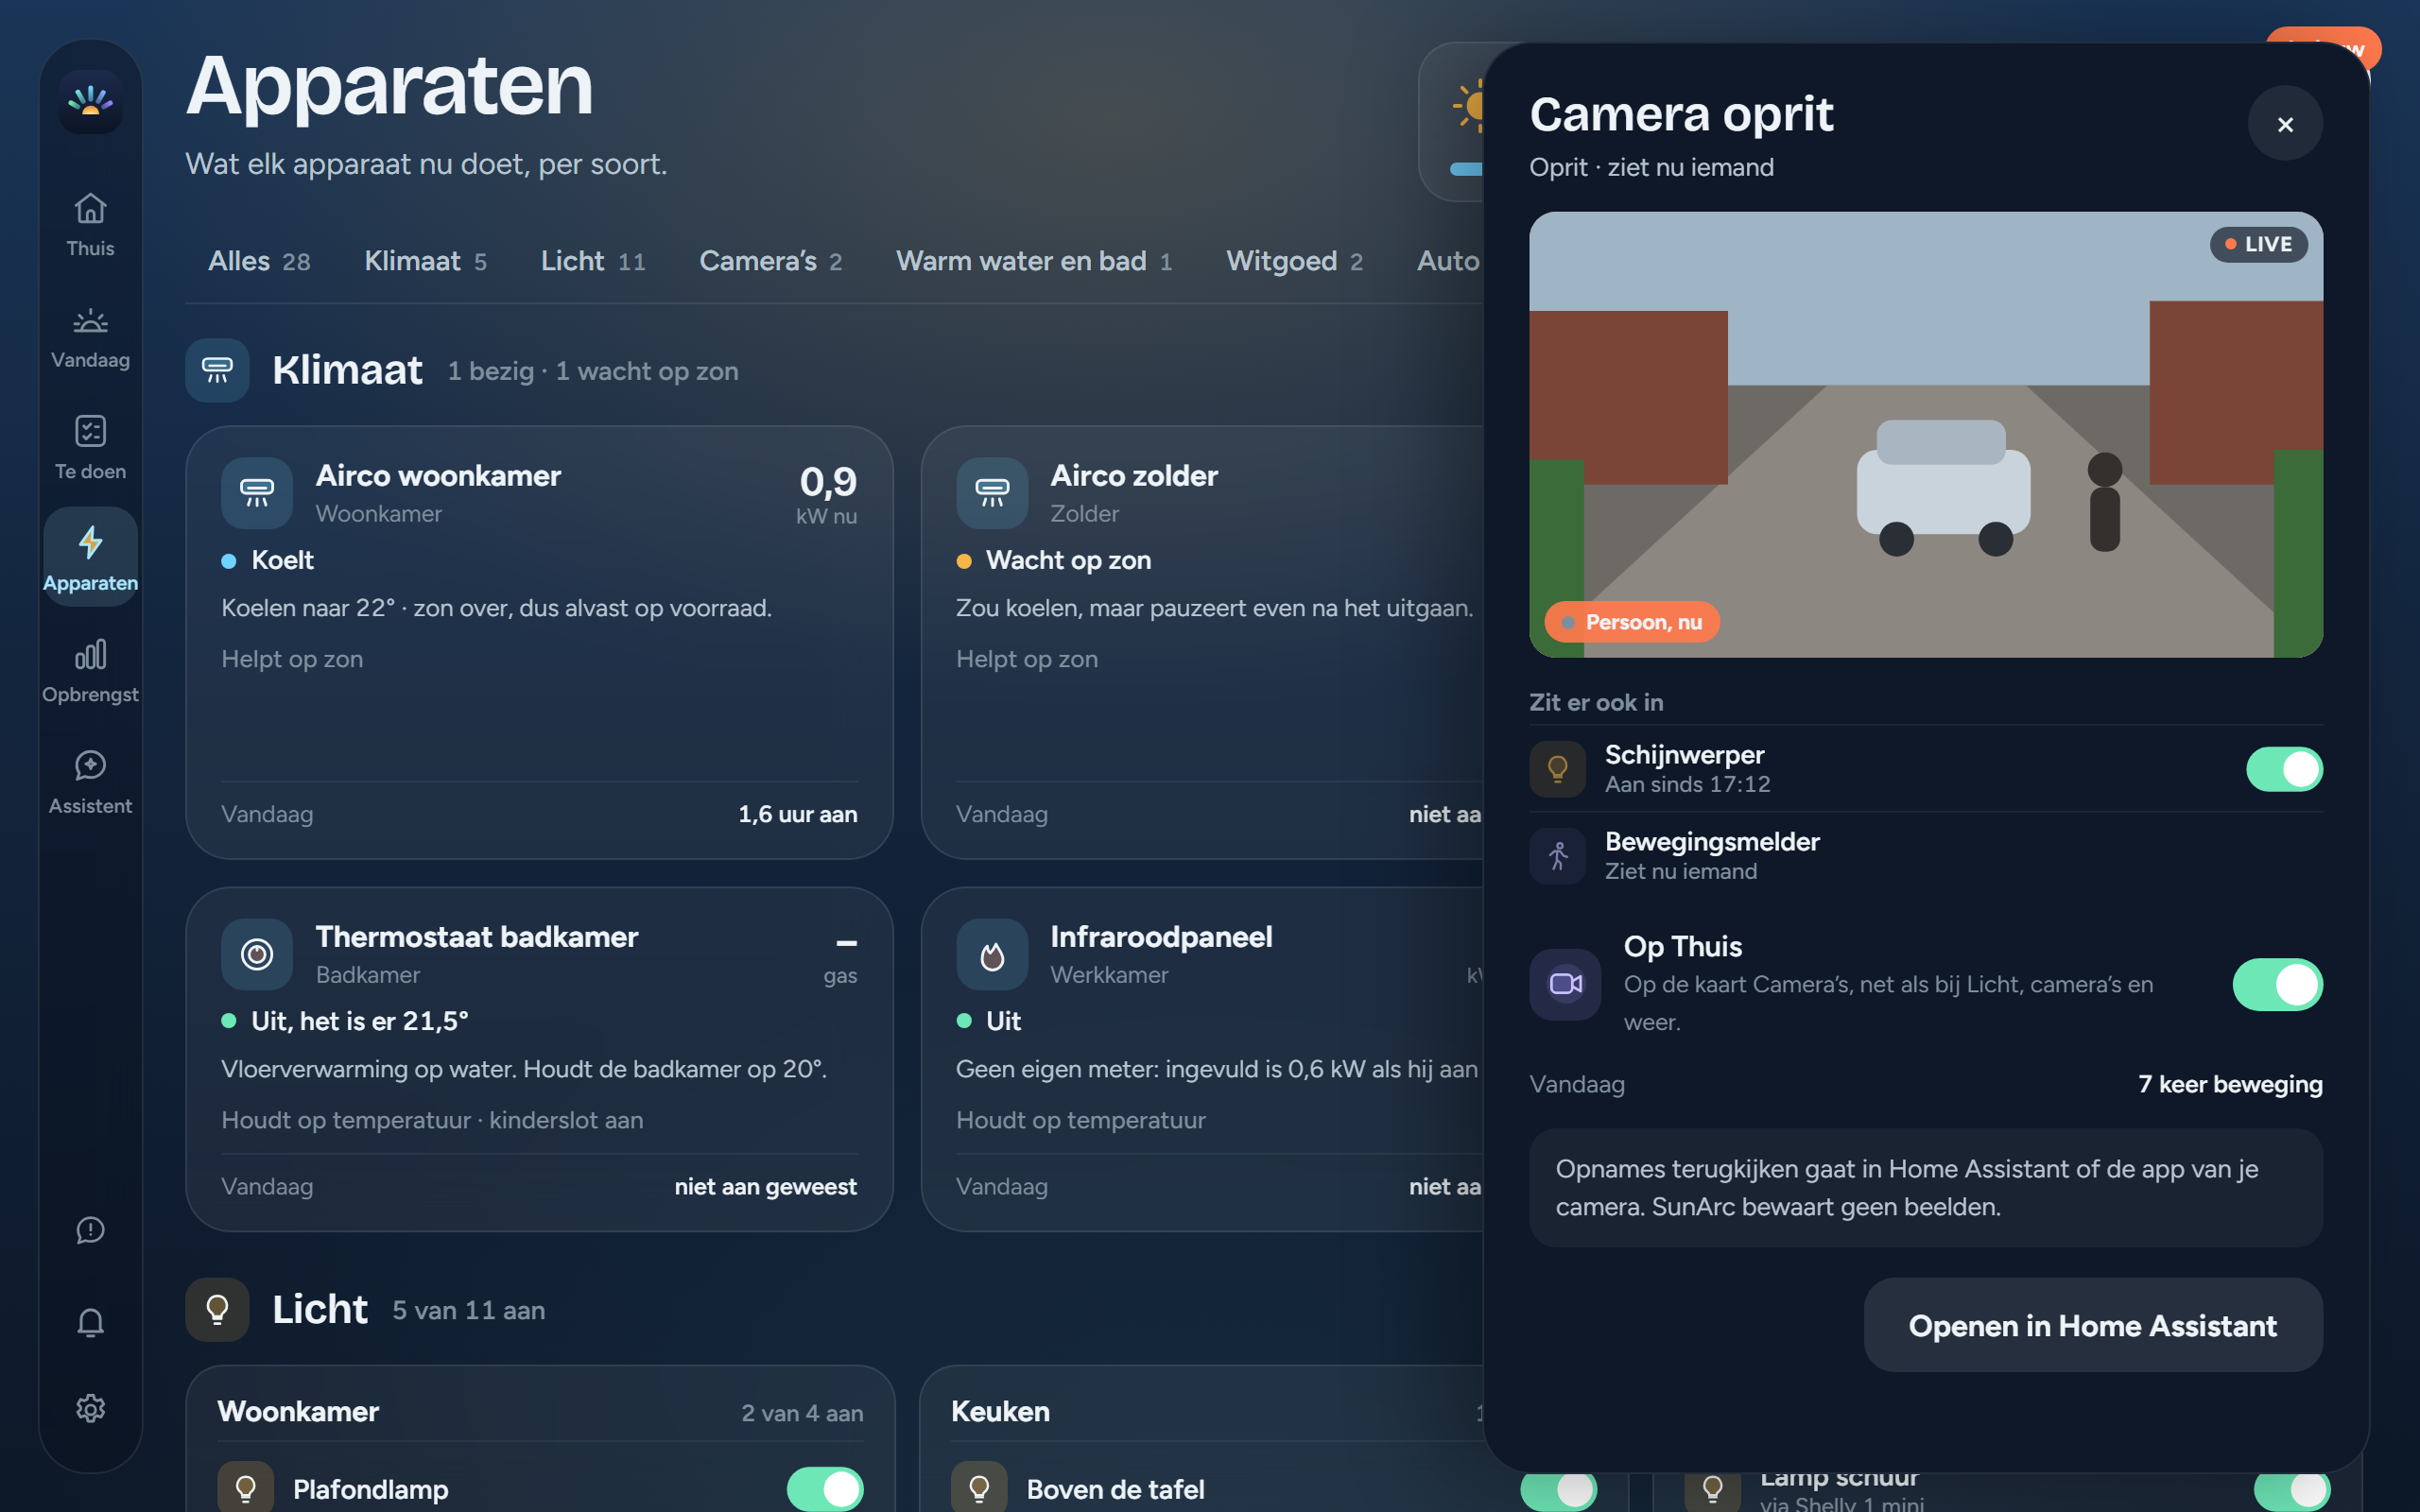 Thuis
Vandaag
Te doen
Apparaten
Opbrengst
Assistent
Apparaten
Wat elk apparaat nu doet, per soort.
Alles 28
Klimaat 5
Licht 11
Camera’s 2
Warm water en bad 1
Witgoed 2
Auto
Klimaat 1 bezig · 1 wacht op zon
Airco woonkamer
Woonkamer
0,9
kW nu
Koelt
Koelen naar 22° · zon over, dus alvast op voorraad.
Helpt op zon
Vandaag 1,6 uur aan
Airco zolder
Zolder
Wacht op zon
Zou koelen, maar pauzeert even na het uitgaan.
Helpt op zon
Vandaag niet aa
Thermostaat badkamer
Badkamer
–
gas
Uit, het is er 21,5°
Vloerverwarming op water. Houdt de badkamer op 20°.
Houdt op temperatuur · kinderslot aan
Vandaag niet aan geweest
Infraroodpaneel
Werkkamer
Uit
Geen eigen meter: ingevuld is 0,6 kW als hij aan
Houdt op temperatuur
Vandaag niet aa
Licht 5 van 11 aan
Woonkamer 2 van 4 aan
Plafondlamp
Keuken
Boven de tafel
Lamp schuur
via Shelly 1 mini
Camera oprit
Oprit · ziet nu iemand
×
LIVE
Persoon, nu
Zit er ook in
Schijnwerper
Aan sinds 17:12
Bewegingsmelder
Ziet nu iemand
Op Thuis
Op de kaart Camera’s, net als bij Licht, camera’s en
weer.
Vandaag 7 keer beweging
Opnames terugkijken gaat in Home Assistant of de app van je
camera. SunArc bewaart geen beelden.
Openen in Home Assistant